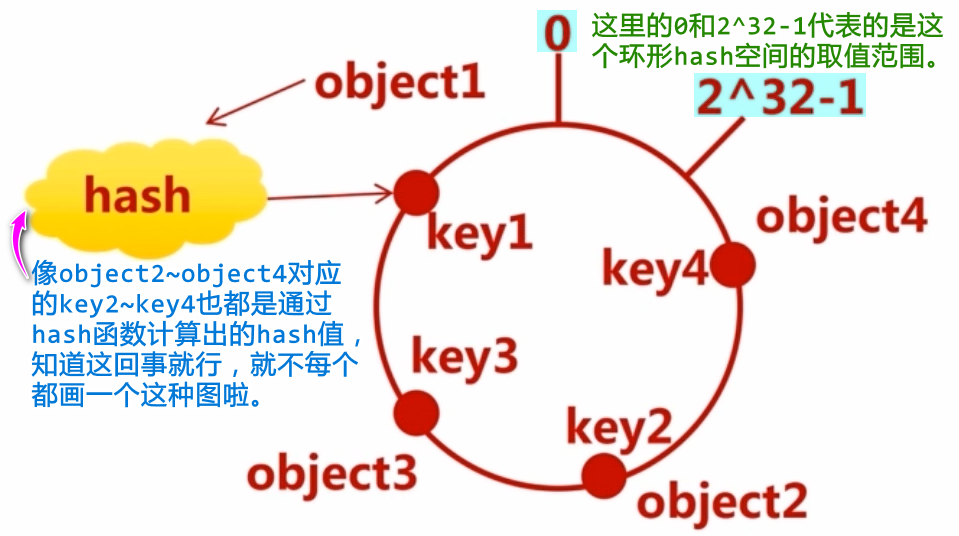 0
这里的0和2^32-1代表的是这
个环形hash空间的取值范围。
2^32-1
object1
hash
key1
object4
key4
像object2~object4对应
的key2~key4也都是通过
hash函数计算出的hash值，
知道这回事就行，就不每个
都画一个这种图啦。
key3
key2
object3
object2